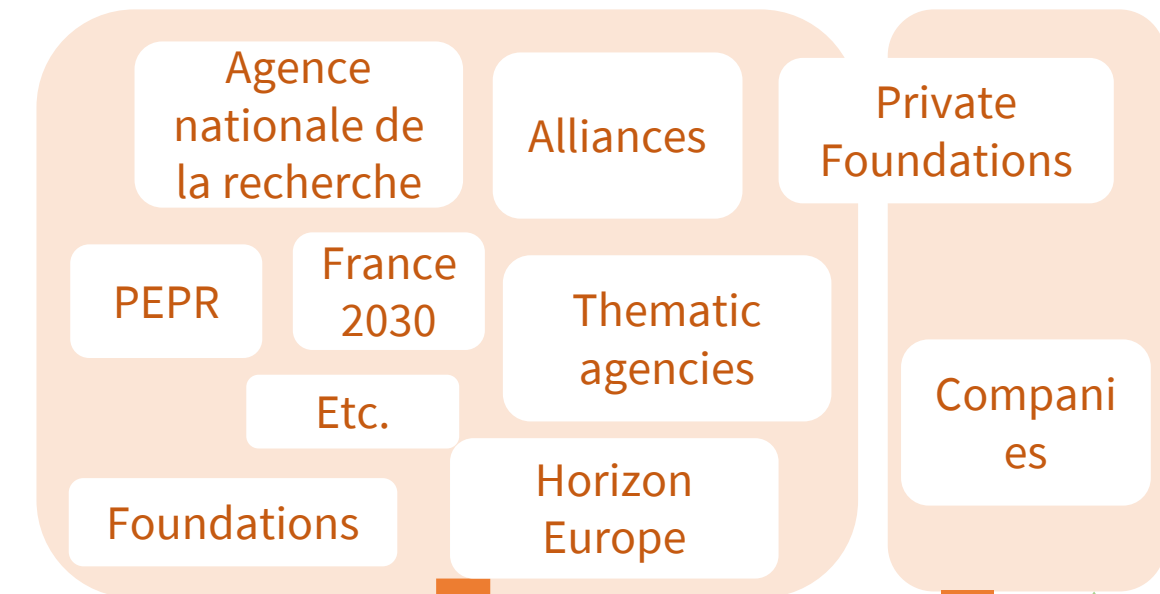 Agence
nationale de
la recherche
Alliances
Private
Foundations
PEPR
France
2030
Thematic
agencies
Compani
es
Etc.
Horizon
Europe
Foundations